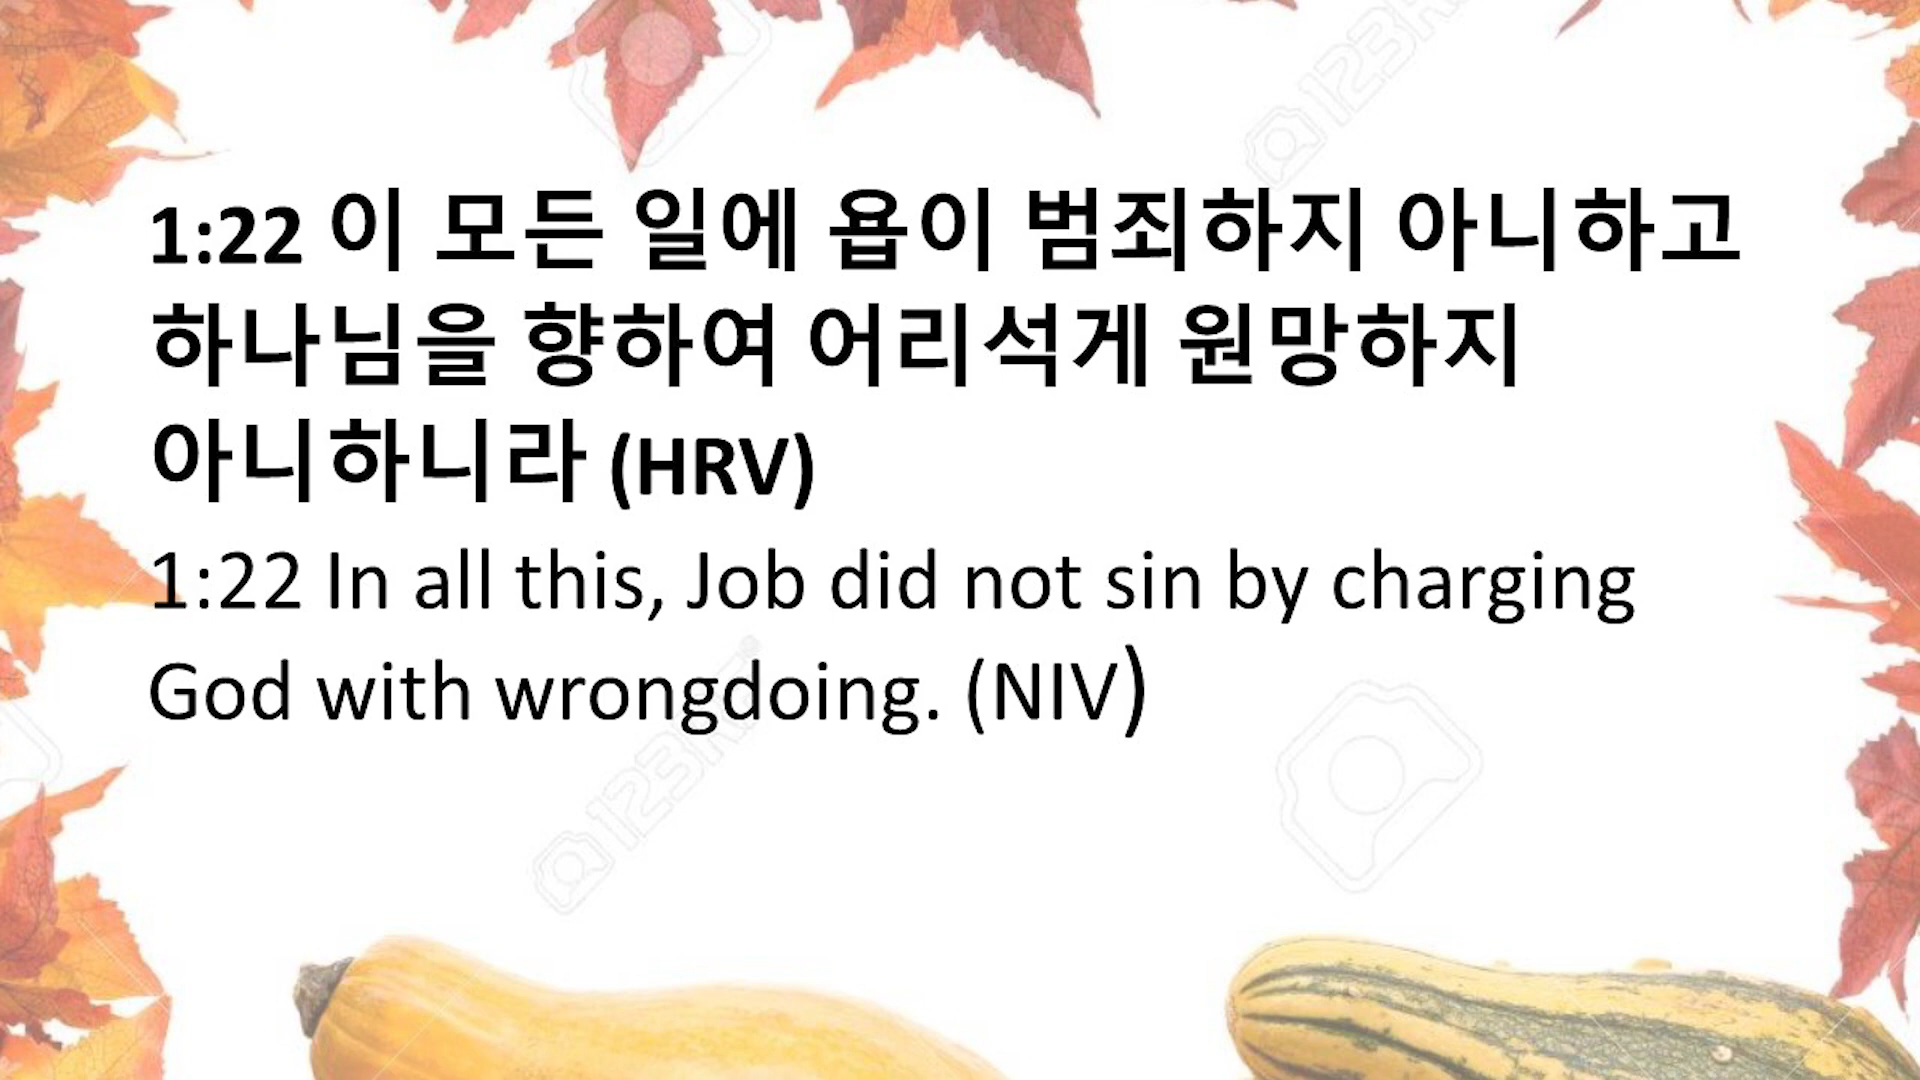 1:22 이 모든 일에 욥이 범죄하지 아니하고
하나님을 향하여 어리석게 원망하지
아니하니라 (HRV)
1:22 In all this, Job did not sin by charging
God with wrongdoing. (NIV)
123RF
123RF